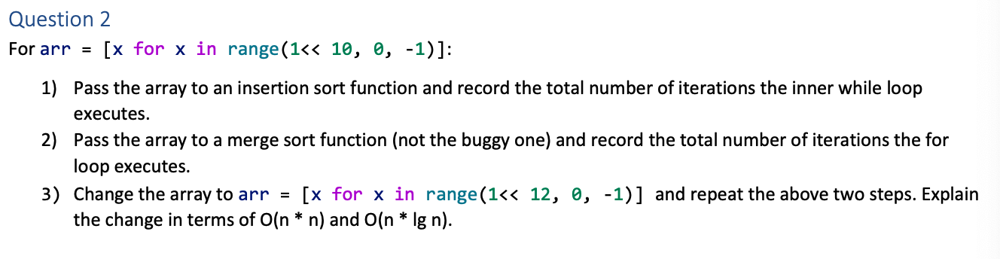 Question 2
For arr = [x for x in range(1<< 10, 0, -1)]:
1) Pass the array to an insertion sort function and record the total number of iterations the inner while loop
executes.
2) Pass the array to a merge sort function (not the buggy one) and record the total number of iterations the for
loop executes.
3) Change the array to arr = [x for x in range(1<< 12, 0, -1)] and repeat the above two steps. Explain
the change in terms of O(n * n) and O(n * lg n).